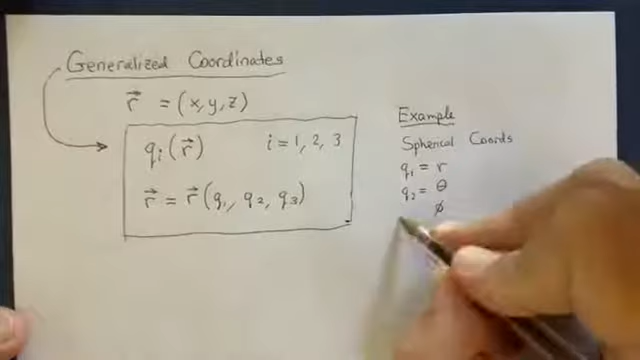 Generalized Coordinates
r⃗ = (x, y, z)
qᵢ(r⃗) i = 1, 2, 3
r⃗ = r⃗(q₁, q₂, q₃)
Example
Spherical Coords
q₁ = r
q₂ = θ
ϕ